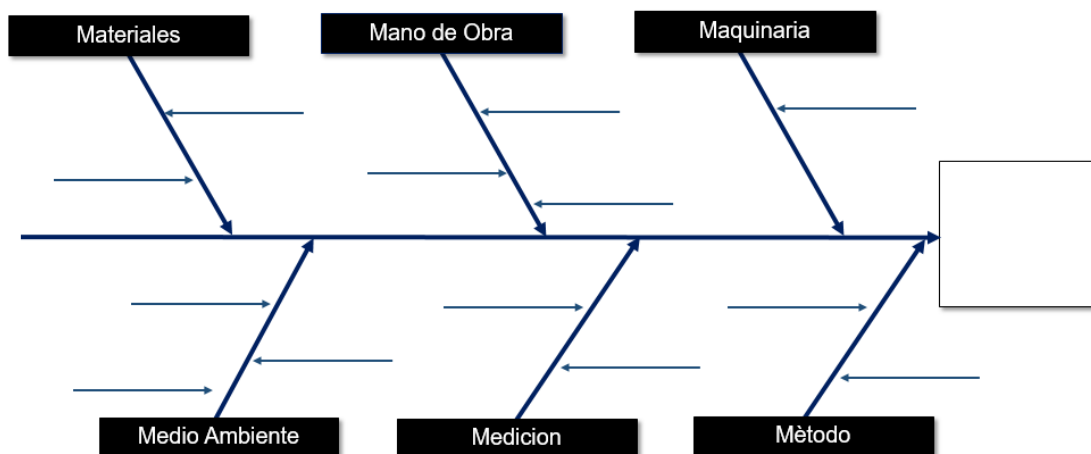 Materiales
Mano de Obra
Maquinaria
Medio Ambiente
Medicion
Mètodo